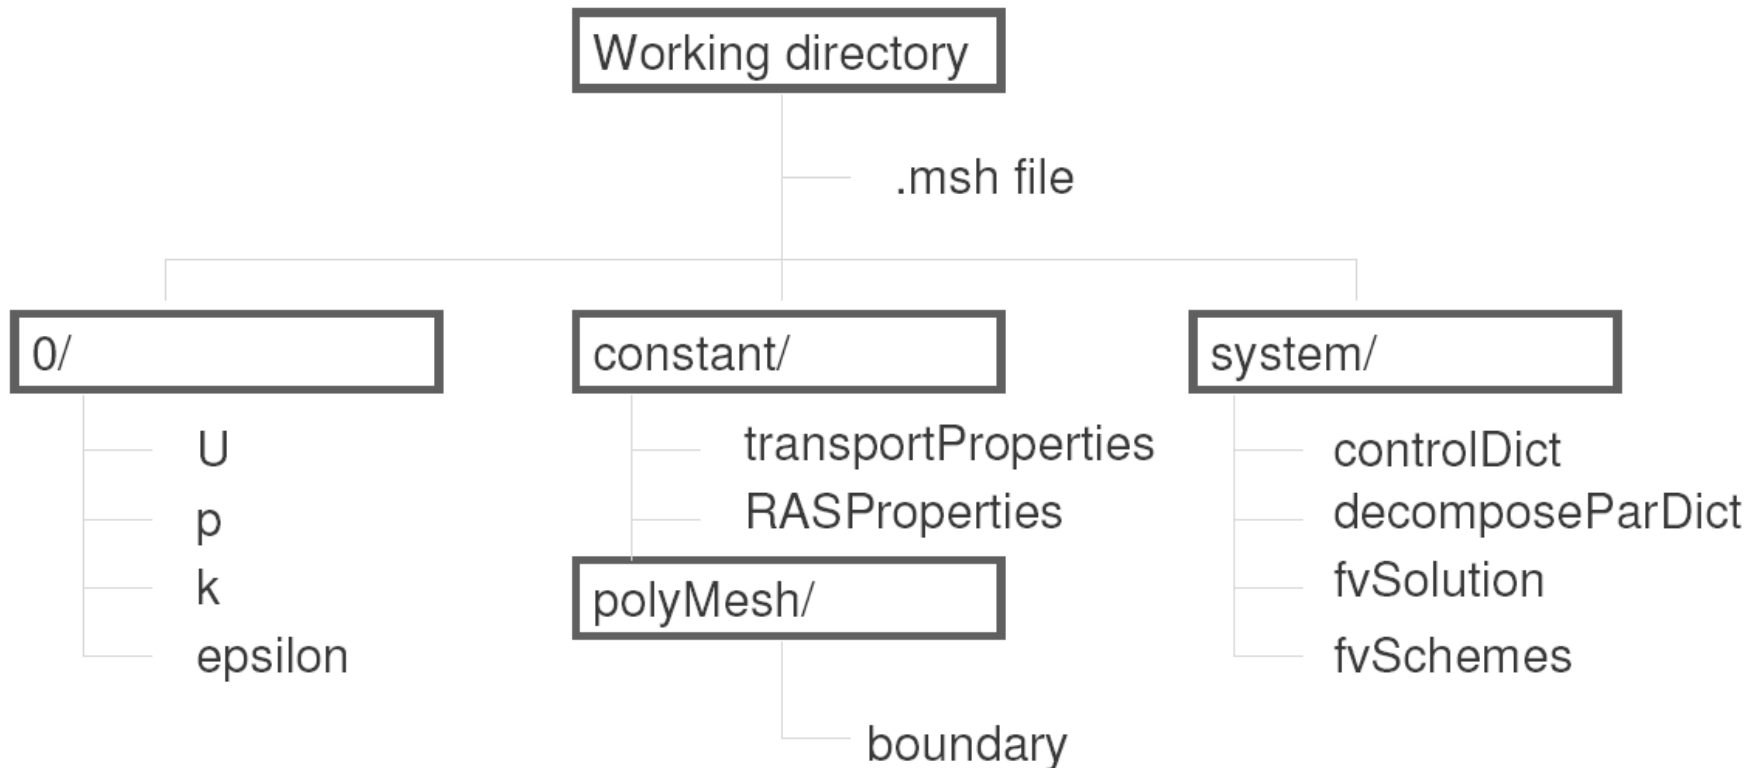 Working directory
.msh file
0/
constant/
system/
U
p
k
epsilon
transportProperties
RASProperties
polyMesh/
boundary
controlDict
decomposeParDict
fvSolution
fvSchemes